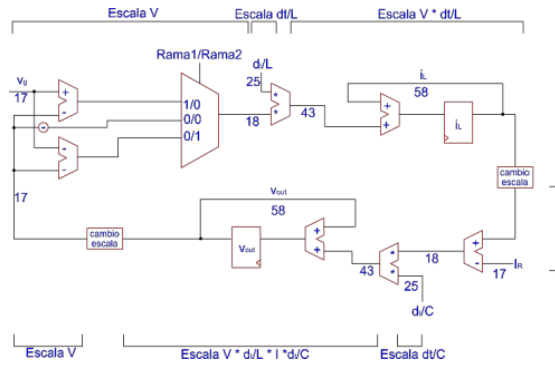 Escala V
Escala dt/L
Escala V * dt/L
Rama1/Rama2
vg
17
+
-
-
-
-
1/0
0/0
0/1
dt/L
25
*
*
18
43
iL
58
+
+
iL
cambio
escala
17
cambio
escala
vout
58
vout
+
+
43
*
*
18
25
+
-
IR
17
dt/C
Escala V
Escala V * dt/L * I *dt/C
Escala dt/C